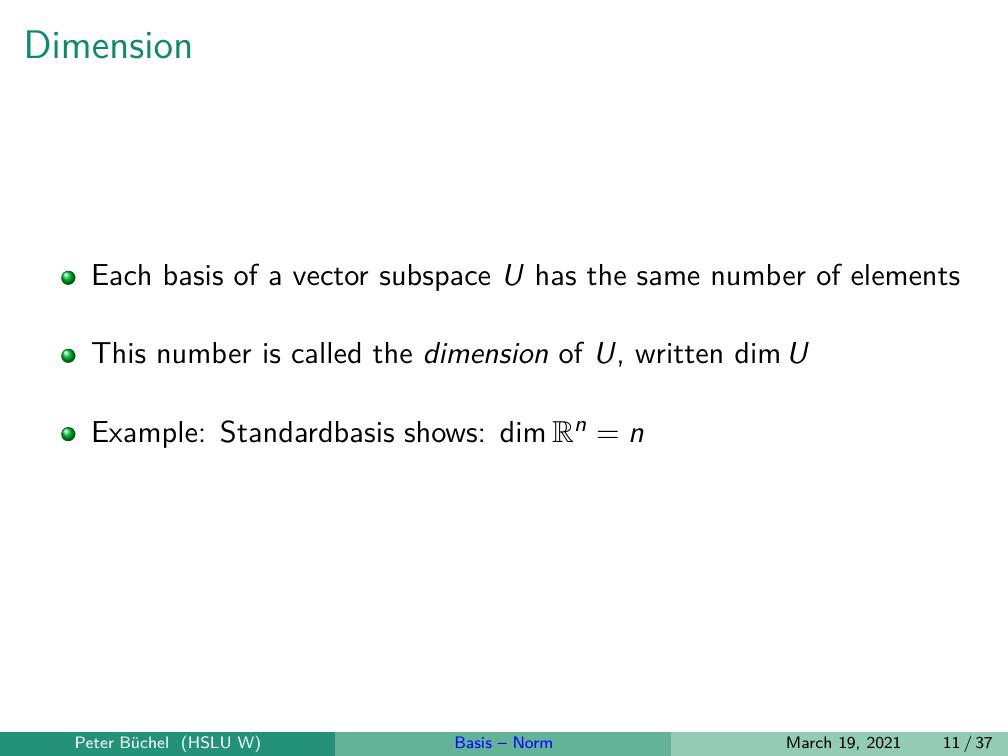 Dimension
Each basis of a vector subspace U has the same number of elements
This number is called the dimension of U, written dim U
Example: Standardbasis shows: dim ℝⁿ = n
Peter Büchel (HSLU W) Basis – Norm March 19, 2021 11 / 37